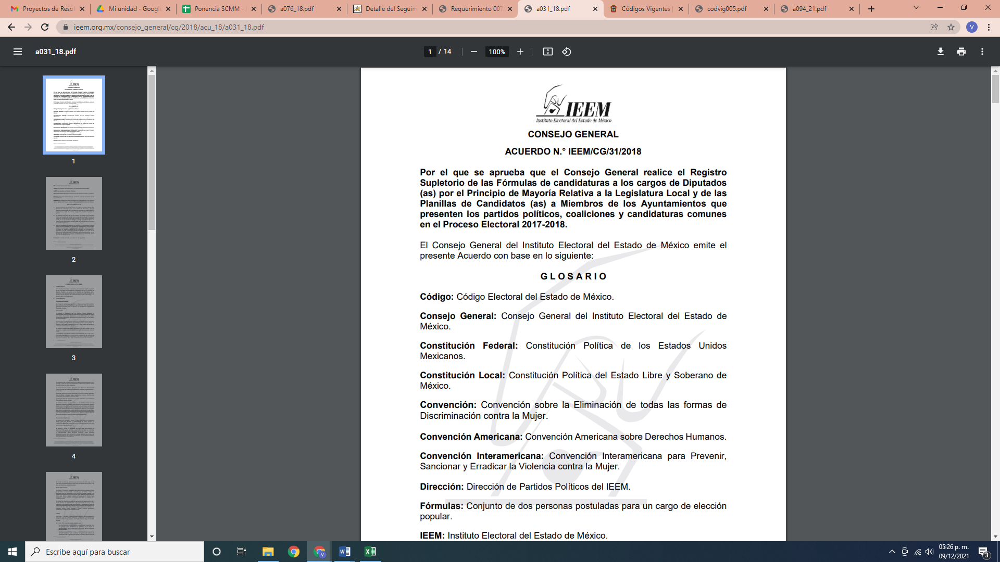 Proyectos de Resol
Mi unidad - Google
Ponencia SCMM -
a076_18.pdf
Detalle del Seguim
Requerimiento 007
a031_18.pdf
Códigos Vigentes |
codvig005.pdf
a094_21.pdf
ieem.org.mx/consejo_general/cg/2018/acu_18/a031_18.pdf
V
a031_18.pdf
1 / 14
100%
1
2
3
4
IEEM
Instituto Electoral del Estado de México
CONSEJO GENERAL
ACUERDO N.° IEEM/CG/31/2018
Por el que se aprueba que el Consejo General realice el Registro
Supletorio de las Fórmulas de candidaturas a los cargos de Diputados
(as) por el Principio de Mayoría Relativa a la Legislatura Local y de las
Planillas de Candidatos (as) a Miembros de los Ayuntamientos que
presenten los partidos políticos, coaliciones y candidaturas comunes
en el Proceso Electoral 2017-2018.
El Consejo General del Instituto Electoral del Estado de México emite el
presente Acuerdo con base en lo siguiente:
G L O S A R I O
Código: Código Electoral del Estado de México.
Consejo General: Consejo General del Instituto Electoral del Estado de
México.
Constitución Federal: Constitución Política de los Estados Unidos
Mexicanos.
Constitución Local: Constitución Política del Estado Libre y Soberano de
México.
Convención: Convención sobre la Eliminación de todas las formas de
Discriminación contra la Mujer.
Convención Americana: Convención Americana sobre Derechos Humanos.
Convención Interamericana: Convención Interamericana para Prevenir,
Sancionar y Erradicar la Violencia contra la Mujer.
Dirección: Dirección de Partidos Políticos del IEEM.
Fórmulas: Conjunto de dos personas postuladas para un cargo de elección
popular.
IEEM: Instituto Electoral del Estado de México.
Escribe aquí para buscar
05:26 p. m.
09/12/2021
3